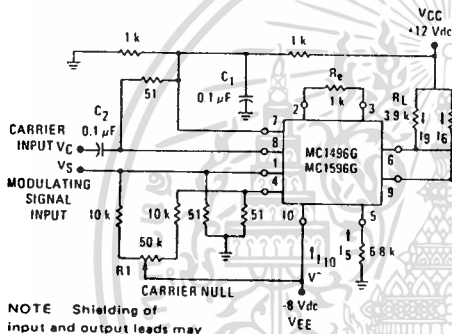 VCC
+12 Vdc
1 k
1 k
51
C1
0.1 µF
Re
1 k
2
3
RL
3.9 k
I9
I6
C2
0.1 µF
CARRIER
INPUT
VC
VS
MODULATING
SIGNAL
INPUT
7
8
1
4
MC1496G
MC1596G
6
9
10
5
10 k
10 k
51
51
50 k
R1
CARRIER NULL
I10
V-
I5
6.8 k
-8 Vdc
VEE
NOTE Shielding of
input and output leads may